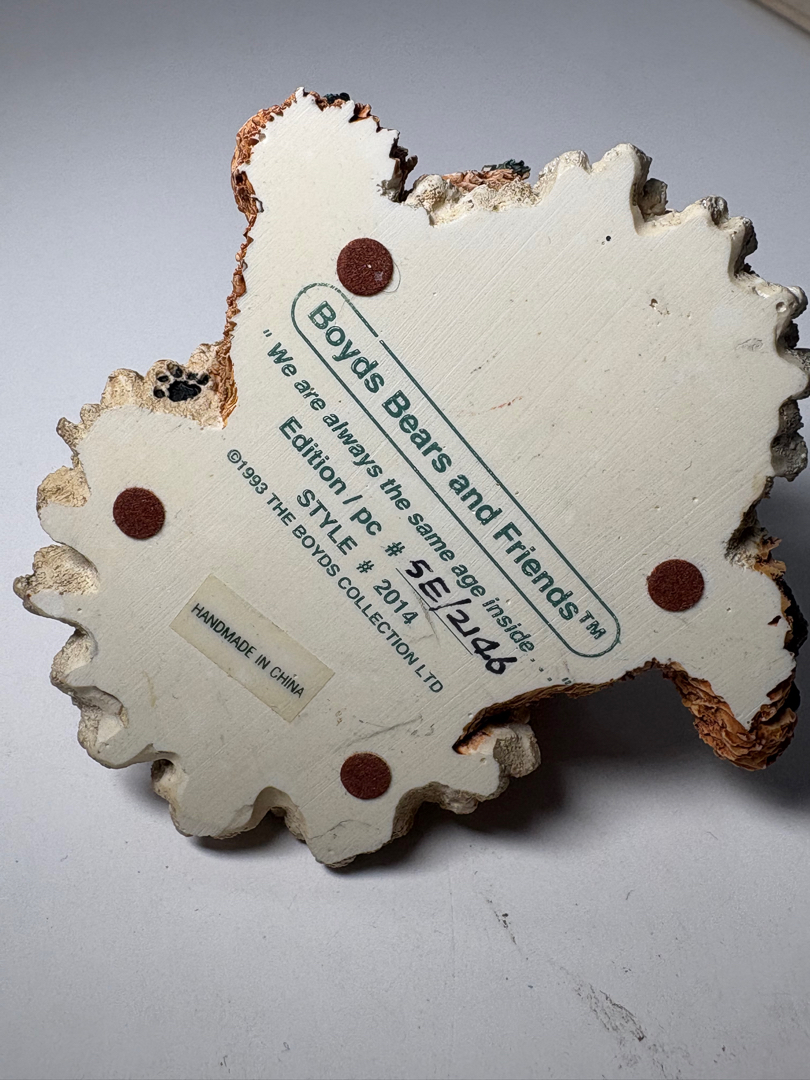 Boyds Bears and Friends™
"We are always the same age inside..."
Edition / pc # 5E/2146
STYLE # 2014
©1993 THE BOYDS COLLECTION LTD
HANDMADE IN CHINA